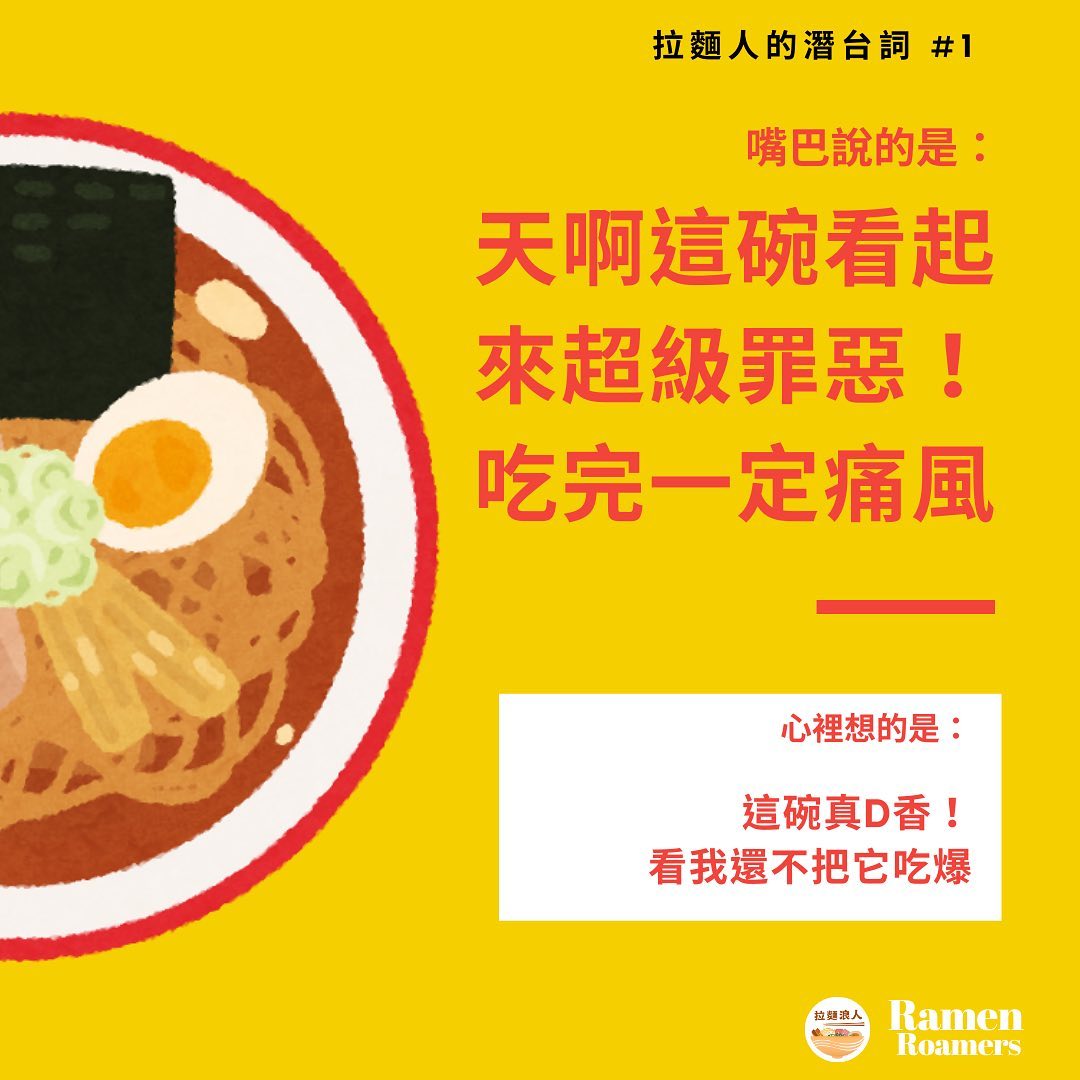 拉麵人的潛台詞 #1
嘴巴說的是：
天啊這碗看起
來超級罪惡！
吃完一定痛風
心裡想的是：
這碗真D香！
看我還不把它吃爆
拉麵浪人
Ramen
Roamers